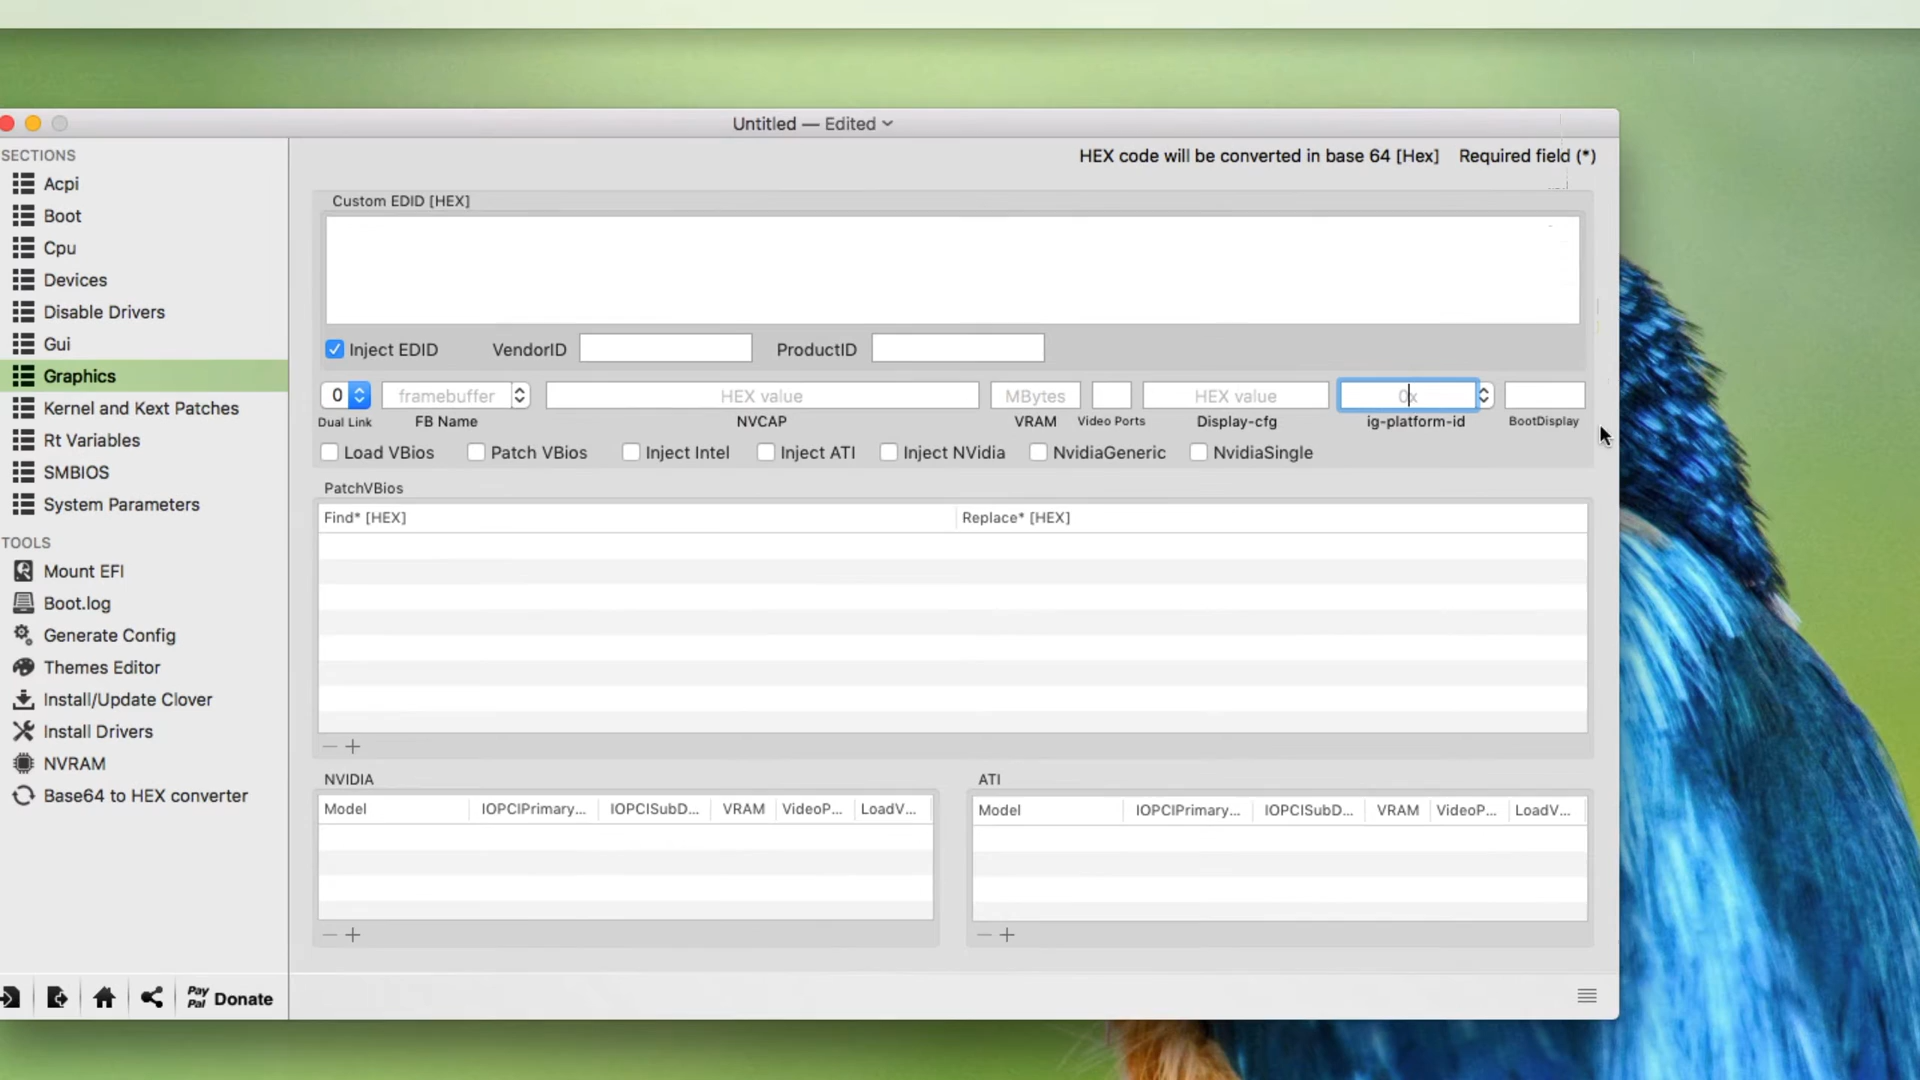 Untitled — Edited
SECTIONS
Acpi
Boot
Cpu
Devices
Disable Drivers
Gui
Graphics
Kernel and Kext Patches
Rt Variables
SMBIOS
System Parameters
TOOLS
Mount EFI
Boot.log
Generate Config
Themes Editor
Install/Update Clover
Install Drivers
NVRAM
Base64 to HEX converter
Pay
Pal Donate
HEX code will be converted in base 64 [Hex] Required field (*)
Custom EDID [HEX]
Inject EDID VendorID ProductID
0 framebuffer HEX value MBytes HEX value 0x
Dual Link FB Name NVCAP VRAM Video Ports Display-cfg ig-platform-id BootDisplay
Load VBios Patch VBios Inject Intel Inject ATI Inject NVidia NvidiaGeneric NvidiaSingle
PatchVBios
Find* [HEX] Replace* [HEX]
NVIDIA
Model IOPCIPrimary... IOPCISubD... VRAM VideoP... LoadV...
ATI
Model IOPCIPrimary... IOPCISubD... VRAM VideoP... LoadV...